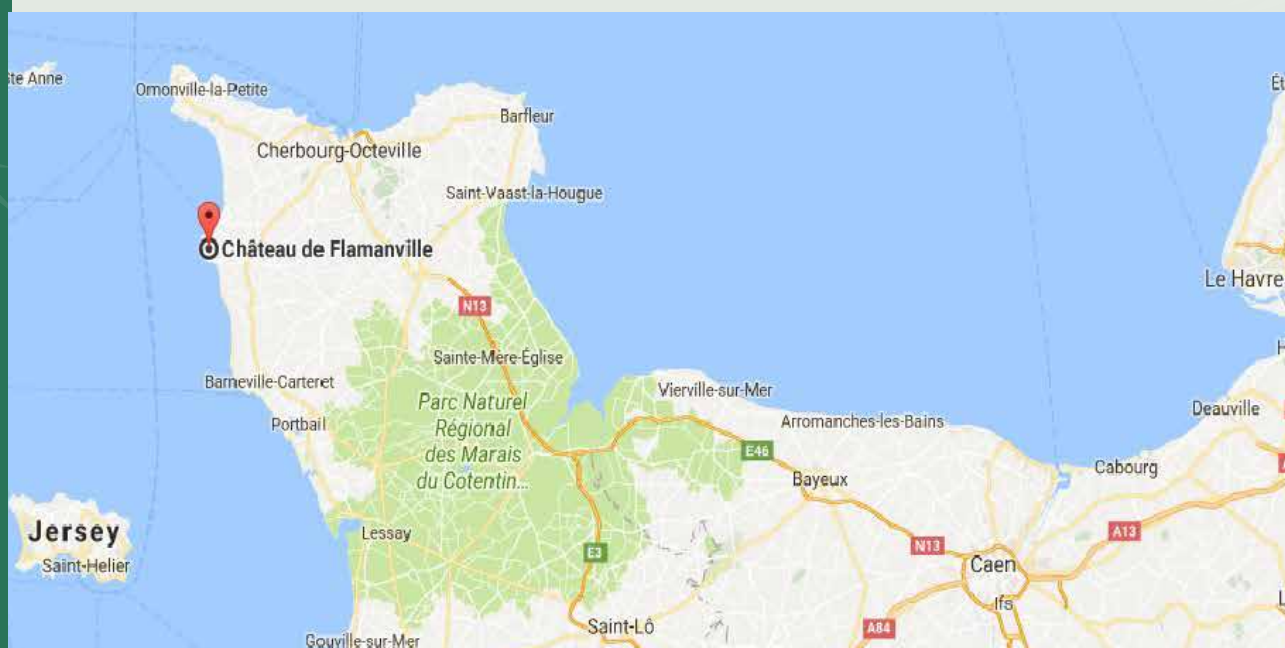 te Anne
Omonville-la-Petite
Barfleur
Cherbourg-Octeville
Saint-Vaast-la-Hougue
Château de Flamanville
Le Havre
N13
Sainte-Mère-Église
Barneville-Carteret
Vierville-sur-Mer
Parc Naturel
Régional
des Marais
du Cotentin...
Portbail
Deauville
Arromanches-les-Bains
E46
Cabourg
Bayeux
Jersey
Lessay
A13
N13
E3
Saint-Helier
Caen
Ifs
Saint-Lô
A84
Gouville-sur-Mer